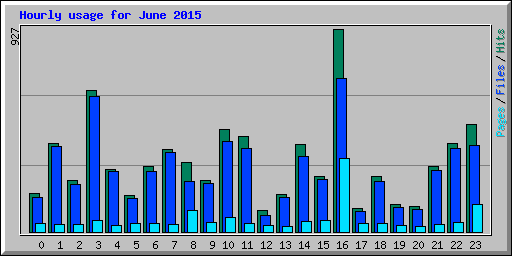 Hourly usage for June 2015
927
Pages/Files/Hits
0 1 2 3 4 5 6 7 8 9 10 11 12 13 14 15 16 17 18 19 20 21 22 23